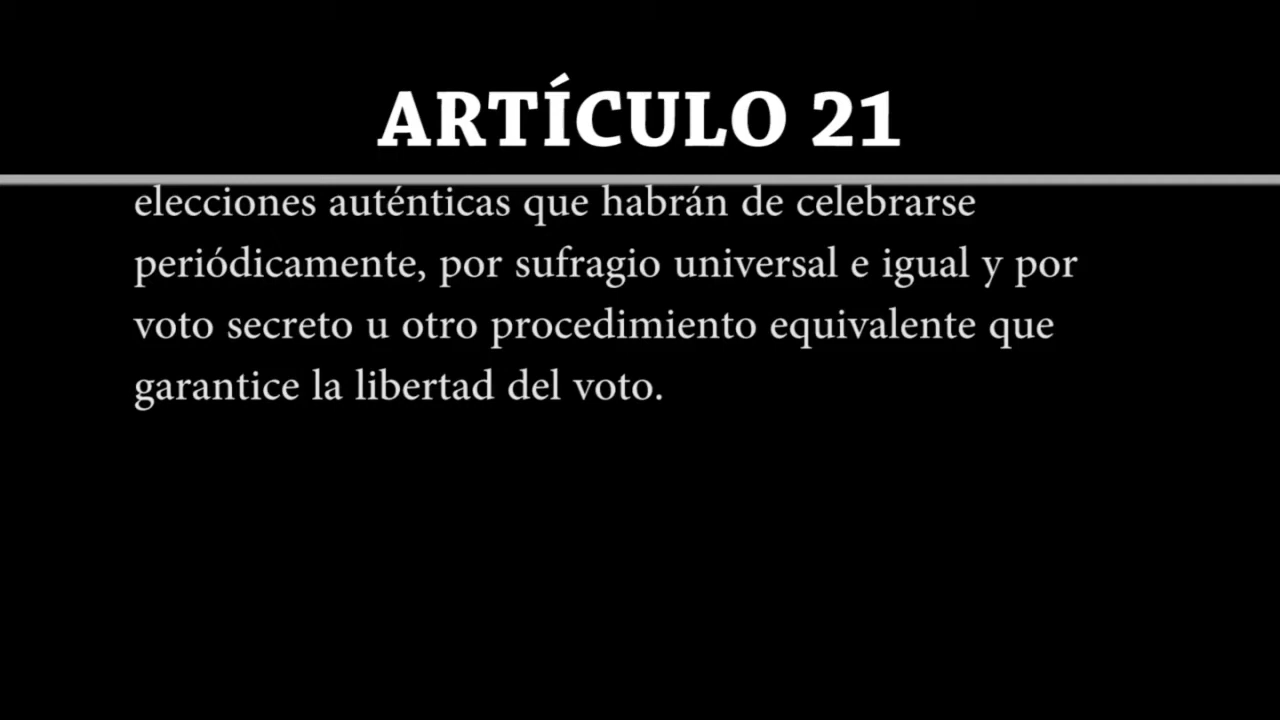 ARTÍCULO 21
elecciones auténticas que habrán de celebrarse
periódicamente, por sufragio universal e igual y por
voto secreto u otro procedimiento equivalente que
garantice la libertad del voto.